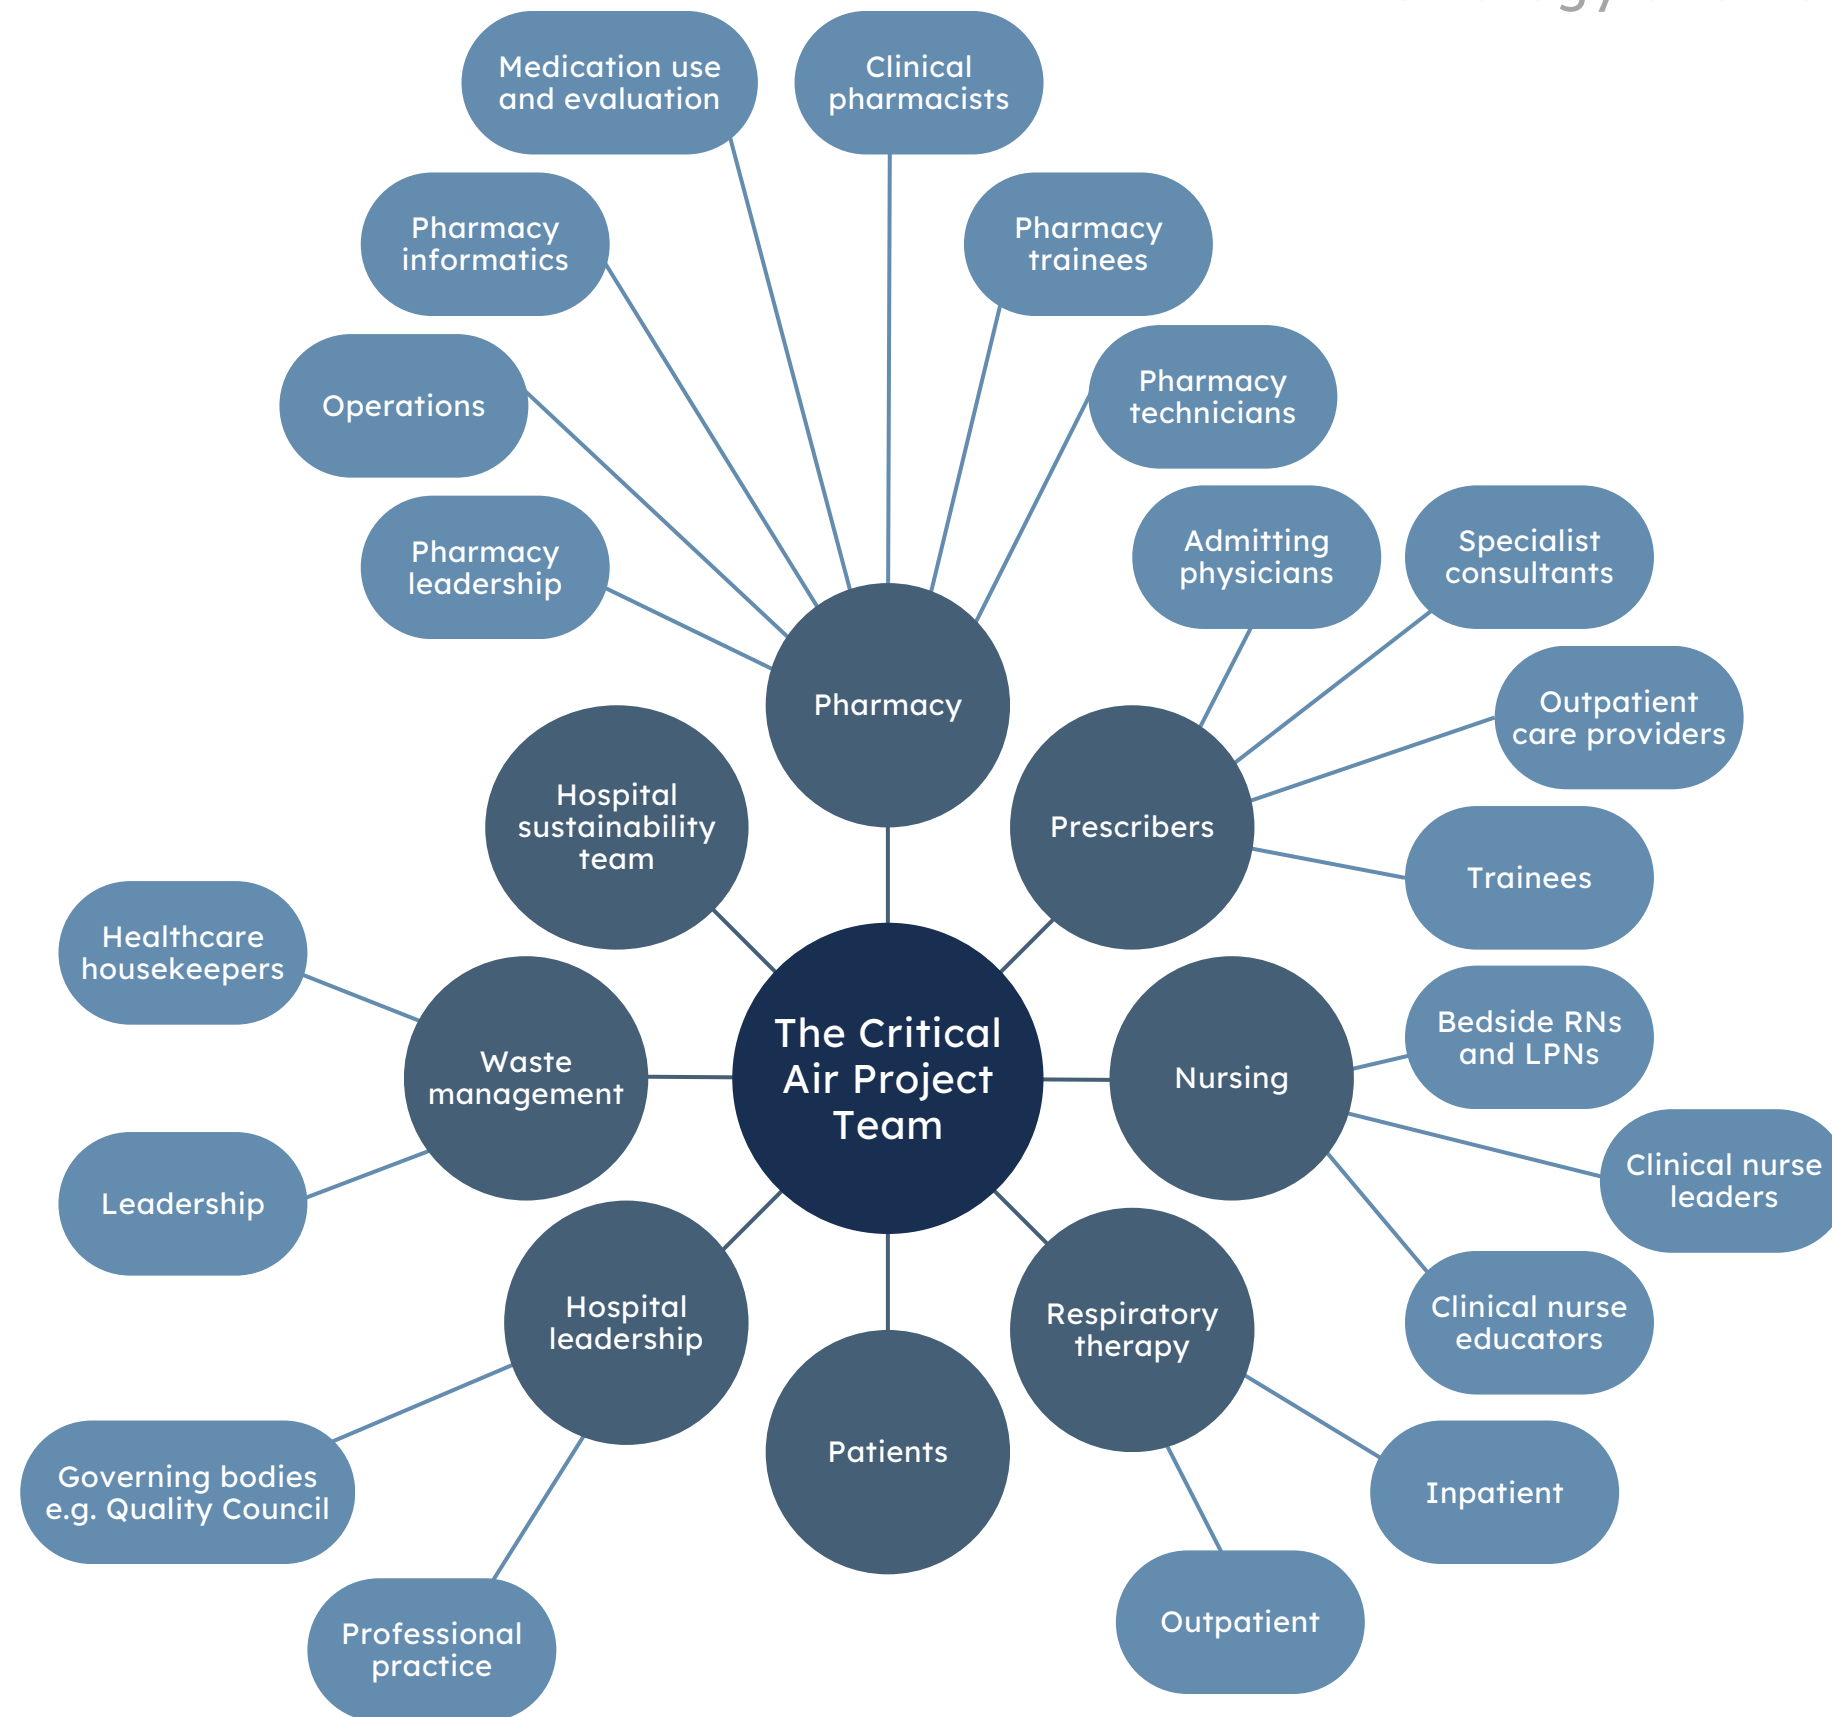 Medication use
and evaluation
Clinical
pharmacists
Pharmacy
informatics
Pharmacy
trainees
Operations
Pharmacy
technicians
Pharmacy
leadership
Admitting
physicians
Specialist
consultants
Pharmacy
Outpatient
care providers
Hospital
sustainability
team
Prescribers
Trainees
Healthcare
housekeepers
Waste
management
The Critical
Air Project
Team
Nursing
Bedside RNs
and LPNs
Clinical nurse
leaders
Leadership
Hospital
leadership
Respiratory
therapy
Clinical nurse
educators
Patients
Governing bodies
e.g. Quality Council
Inpatient
Professional
practice
Outpatient